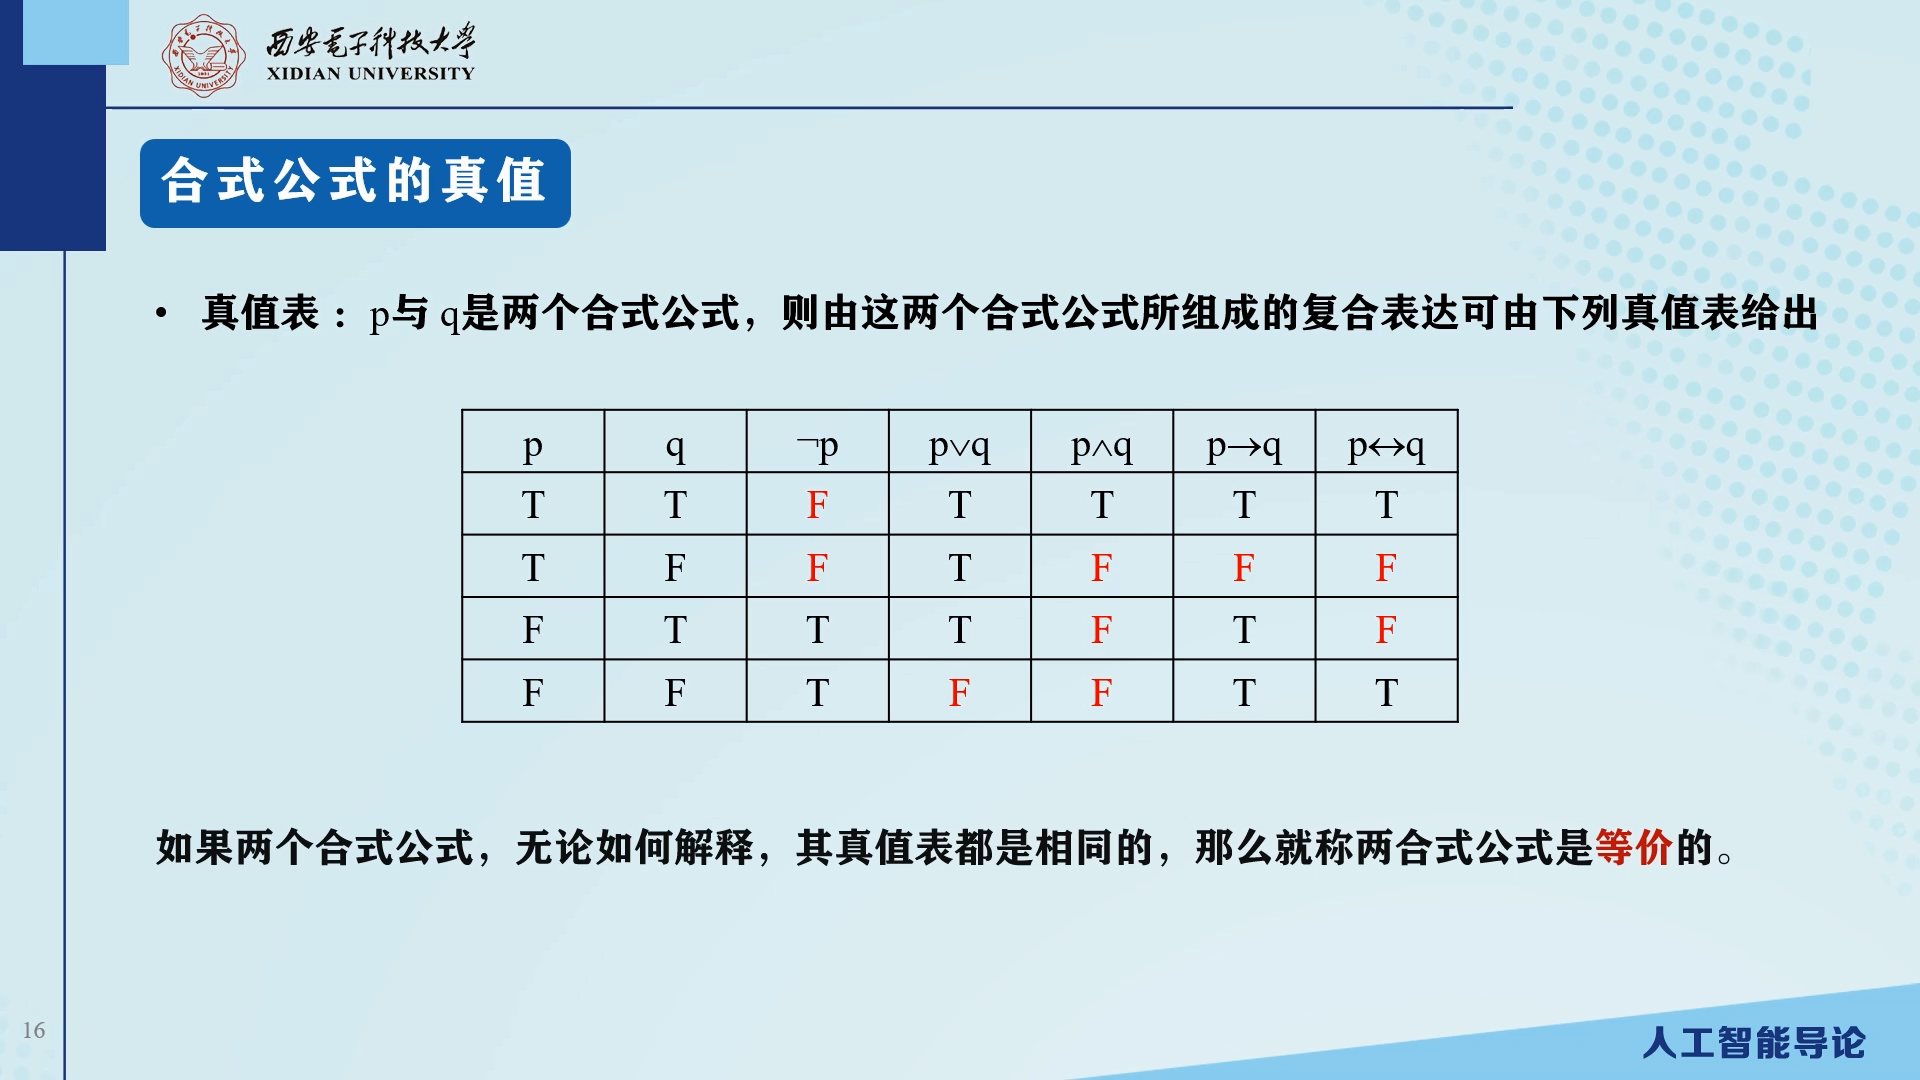 西安电子科技大学
XIDIAN UNIVERSITY
合式公式的真值
• 真值表：p与 q是两个合式公式，则由这两个合式公式所组成的复合表达可由下列真值表给出
p q ¬p p∨q p∧q p→q p↔q
T T F T T T T
T F F T F F F
F T T T F T F
F F T F F T T
如果两个合式公式，无论如何解释，其真值表都是相同的，那么就称两合式公式是等价的。
16
人工智能导论